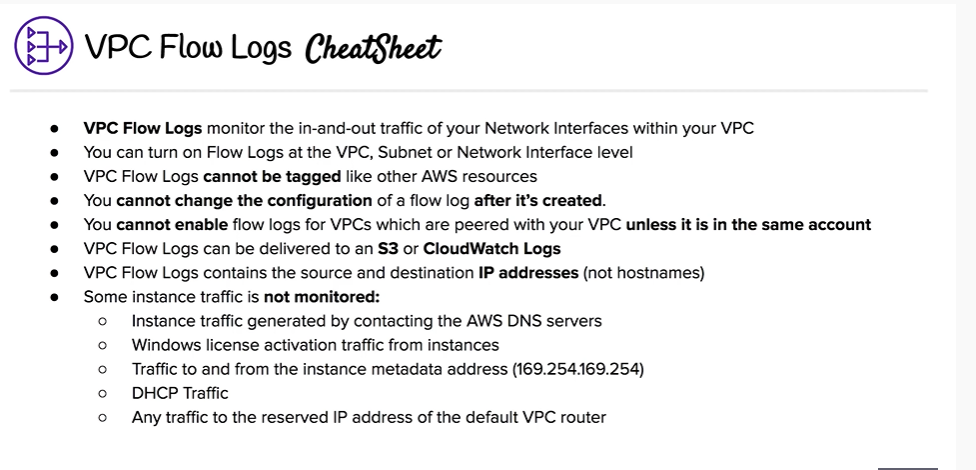 VPC Flow Logs CheatSheet
● VPC Flow Logs monitor the in-and-out traffic of your Network Interfaces within your VPC
● You can turn on Flow Logs at the VPC, Subnet or Network Interface level
● VPC Flow Logs cannot be tagged like other AWS resources
● You cannot change the configuration of a flow log after it’s created.
● You cannot enable flow logs for VPCs which are peered with your VPC unless it is in the same account
● VPC Flow Logs can be delivered to an S3 or CloudWatch Logs
● VPC Flow Logs contains the source and destination IP addresses (not hostnames)
● Some instance traffic is not monitored:
○ Instance traffic generated by contacting the AWS DNS servers
○ Windows license activation traffic from instances
○ Traffic to and from the instance metadata address (169.254.169.254)
○ DHCP Traffic
○ Any traffic to the reserved IP address of the default VPC router